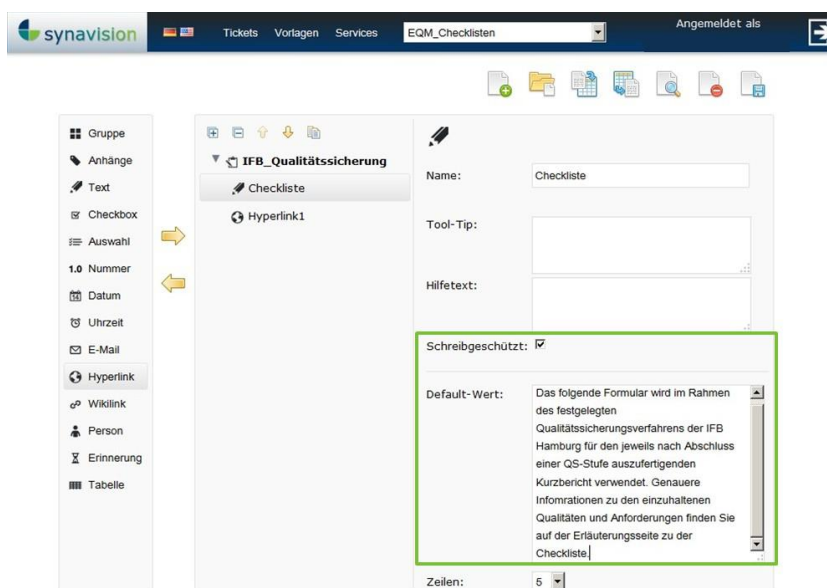 synavision
Tickets Vorlagen Services
EQM_Checklisten
Angemeldet als
Gruppe
Anhänge
Text
Checkbox
Auswahl
1.0 Nummer
Datum
Uhrzeit
E-Mail
Hyperlink
Wikilink
Person
Erinnerung
Tabelle
IFB_Qualitätssicherung
Checkliste
Hyperlink1
Name: Checkliste
Tool-Tip:
Hilfetext:
Schreibgeschützt:
Default-Wert: Das folgende Formular wird im Rahmen
des festgelegten
Qualitätssicherungsverfahrens der IFB
Hamburg für den jeweils nach Abschluss
einer QS-Stufe auszufertigenden
Kurzbericht verwendet. Genauere
Infomrationen zu den einzuhaltenen
Qualitäten und Anforderungen finden Sie
auf der Erläuterungsseite zu der
Checkliste.
Zeilen: 5